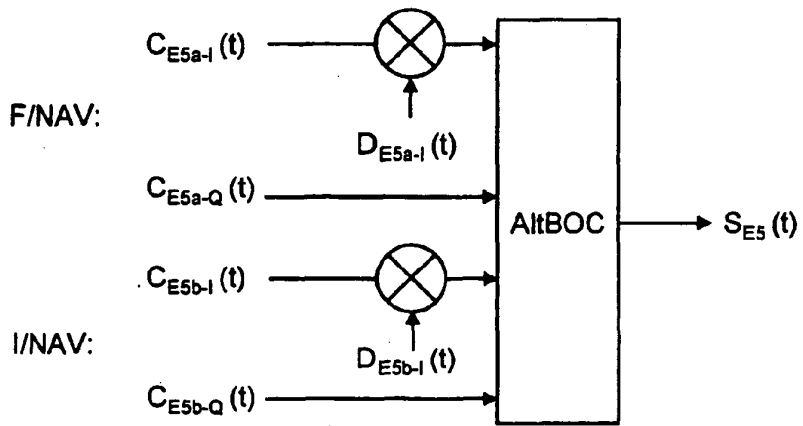 C_E5a-I (t)
F/NAV:
D_E5a-I (t)
C_E5a-Q (t)
AltBOC
S_E5 (t)
C_E5b-I (t)
I/NAV:
D_E5b-I (t)
C_E5b-Q (t)